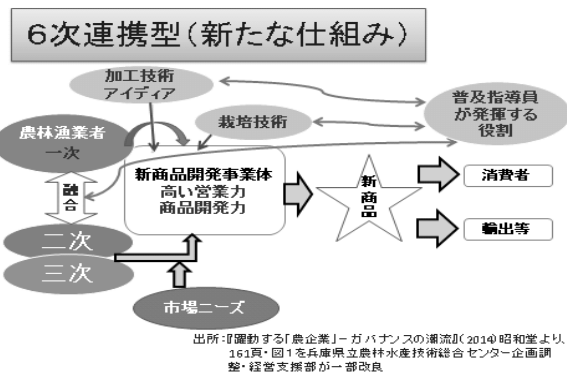 6次連携型(新たな仕組み)
加工技術
アイディア
普及指導員
が発揮する
役割
栽培技術
農林漁業者
一次
融合
新商品開発事業体
高い営業力
商品開発力
新商品
消費者
輸出等
二次
三次
市場ニーズ
出所:『躍動する「農企業」―ガバナンスの潮流』(2014)昭和堂より、
161頁・図1を兵庫県立農林水産技術総合センター企画調
整・経営支援部が一部改良